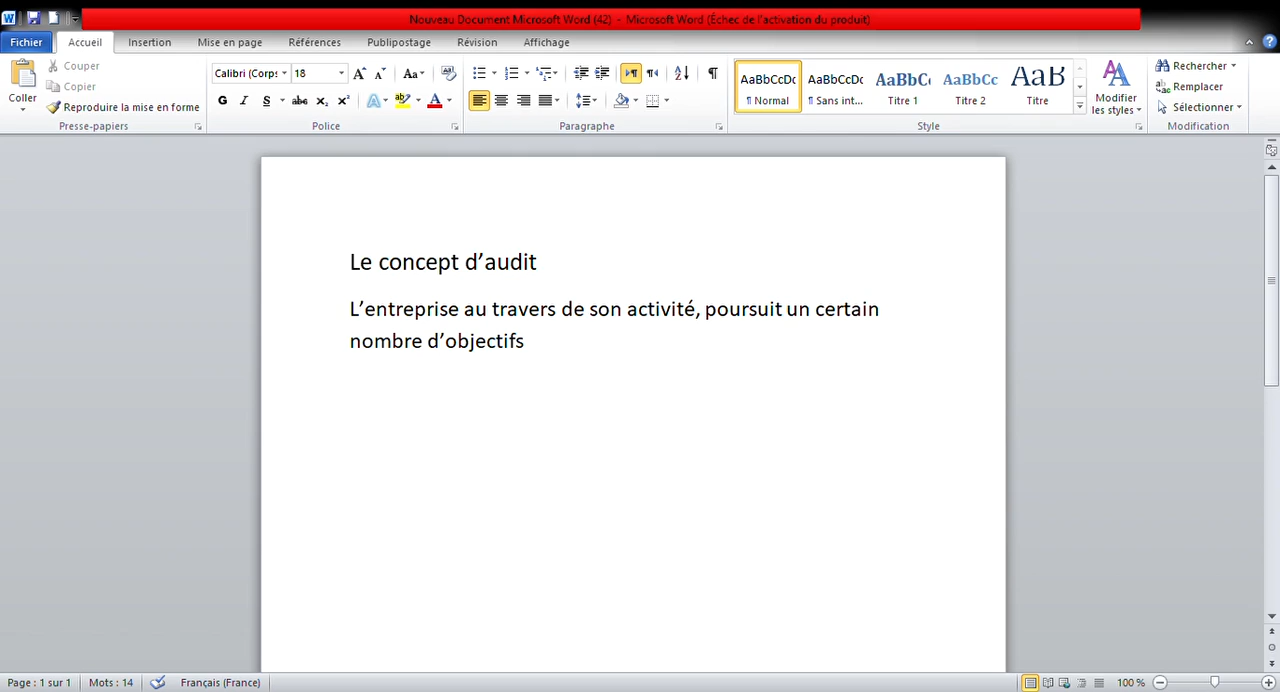 Nouveau Document Microsoft Word (42) - Microsoft Word (Échec de l'activation du produit)
Fichier Accueil Insertion Mise en page Références Publipostage Révision Affichage
Coller
Couper
Copier
Reproduire la mise en forme
Presse-papiers
Calibri (Corps 18
Aa
G I S abc x₂ x²
Police
Paragraphe
AaBbCcDc AaBbCcDc AaBbC AaBbCc AaB
¶ Normal ¶ Sans int... Titre 1 Titre 2 Titre
Style
Modifier
les styles
Rechercher
Remplacer
Sélectionner
Modification
Le concept d’audit
L’entreprise au travers de son activité, poursuit un certain
nombre d’objectifs
Page : 1 sur 1 Mots : 14 Français (France) 100 %